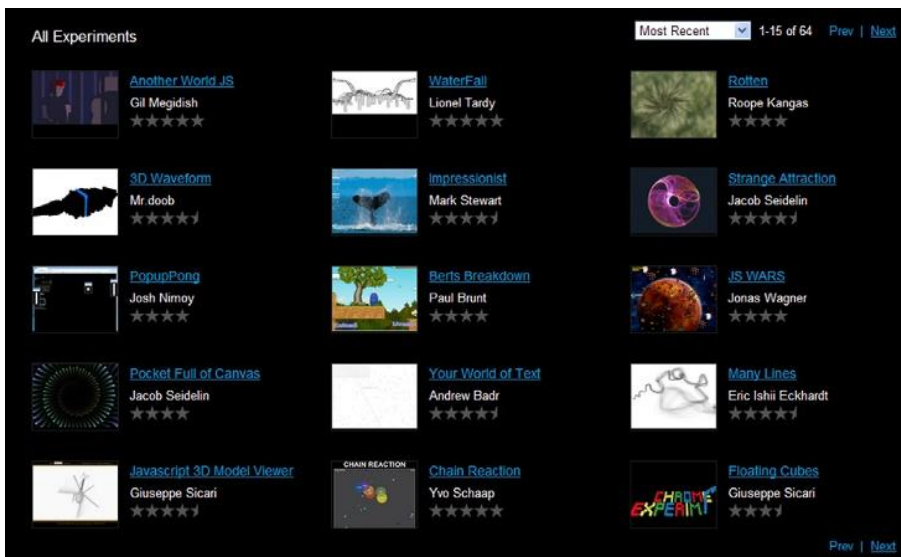 All Experiments
Most Recent 1-15 of 64 Prev | Next
Another World JS
Gil Megidish
WaterFall
Lionel Tardy
Rotten
Roope Kangas
3D Waveform
Mr.doob
Impressionist
Mark Stewart
Strange Attraction
Jacob Seidelin
PopupPong
Josh Nimoy
Berts Breakdown
Paul Brunt
JS WARS
Jonas Wagner
Pocket Full of Canvas
Jacob Seidelin
Your World of Text
Andrew Badr
Many Lines
Eric Ishii Eckhardt
Javascript 3D Model Viewer
Giuseppe Sicari
CHAIN REACTION
Chain Reaction
Yvo Schaap
CHROME
EXPERIM
Floating Cubes
Giuseppe Sicari
Prev | Next